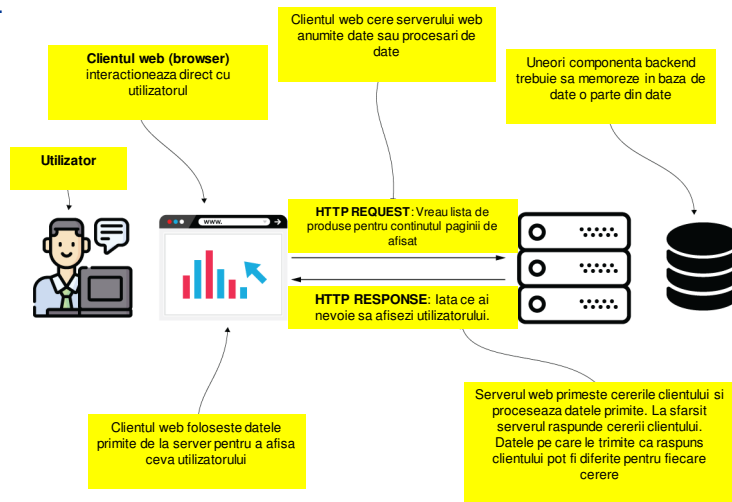 Clientul web cere serverului web
anumite date sau procesari de
date
Clientul web (browser)
interactioneaza direct cu
utilizatorul
Uneori componenta backend
trebuie sa memoreze in baza de
date o parte din date
Utilizator
www.
HTTP REQUEST: Vreau lista de
produse pentru continutul paginii de
afisat
HTTP RESPONSE: Iata ce ai
nevoie sa afisezi utilizatorului.
Clientul web foloseste datele
primite de la server pentru a afisa
ceva utilizatorului
Serverul web primeste cererile clientului si
proceseaza datele primite. La sfarsit
serverul raspunde cererii clientului.
Datele pe care le trimite ca raspuns
clientului pot fi diferite pentru fiecare
cerere